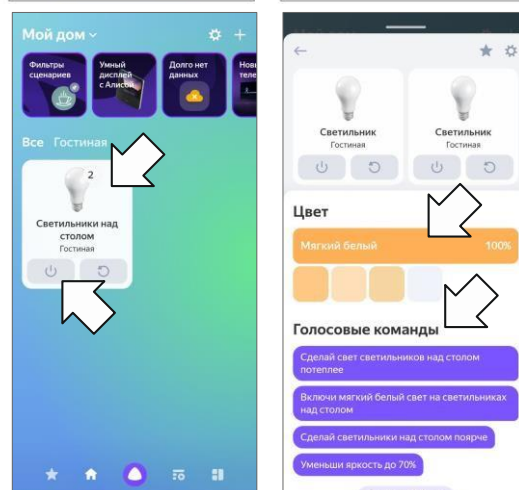 Мой дом
Фильтры
сценариев
Умный
дисплей
с Алисой
Долго нет
данных
Все Гостиная
2
Светильники над
столом
Гостиная
Светильник
Гостиная
Светильник
Гостиная
Цвет
Мягкий белый 100%
Голосовые команды
Сделай свет светильников над столом
потеплее
Включи мягкий белый свет на светильниках
над столом
Сделай светильники над столом поярче
Уменьши яркость до 70%